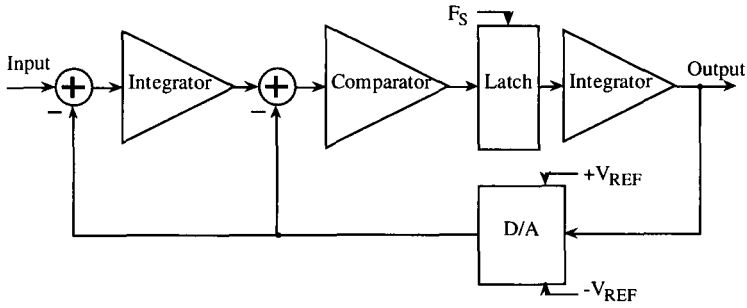 F_S
Input
+
Integrator
+
Comparator
Latch
Integrator
Output
−
−
+V_REF
D/A
-V_REF